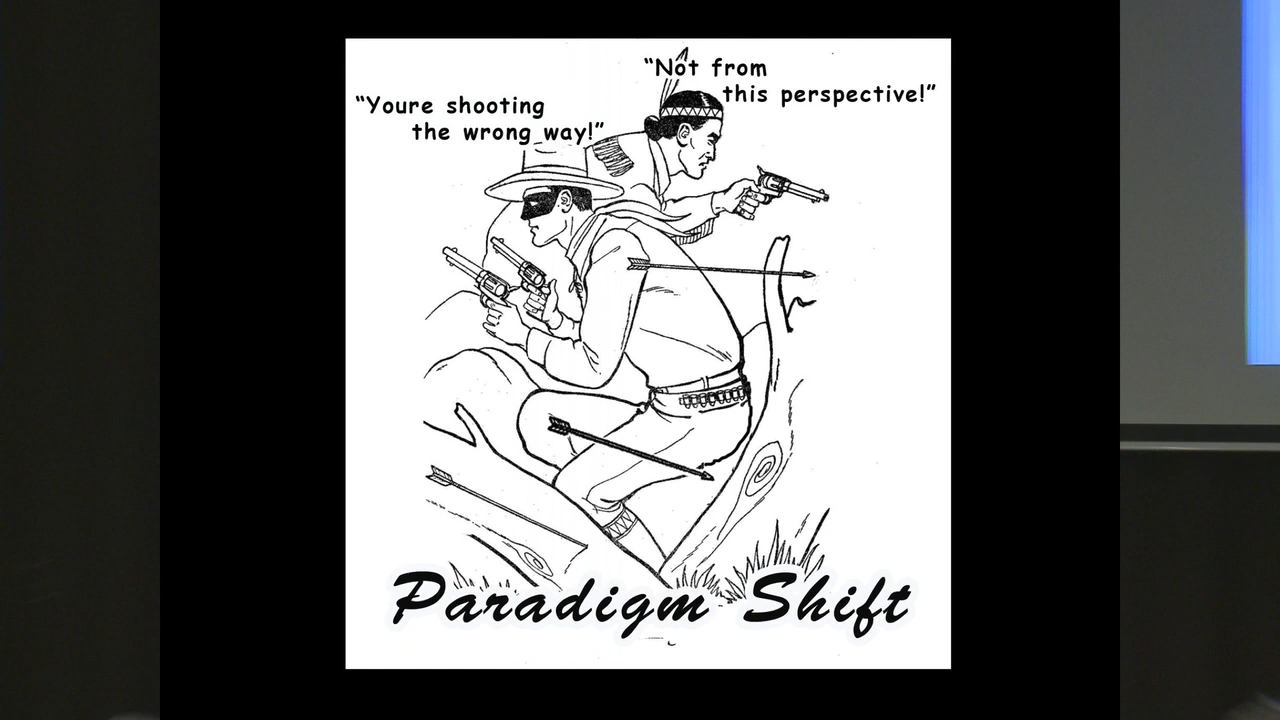 “Youre shooting
the wrong way!”
“Not from
this perspective!”
Paradigm Shift